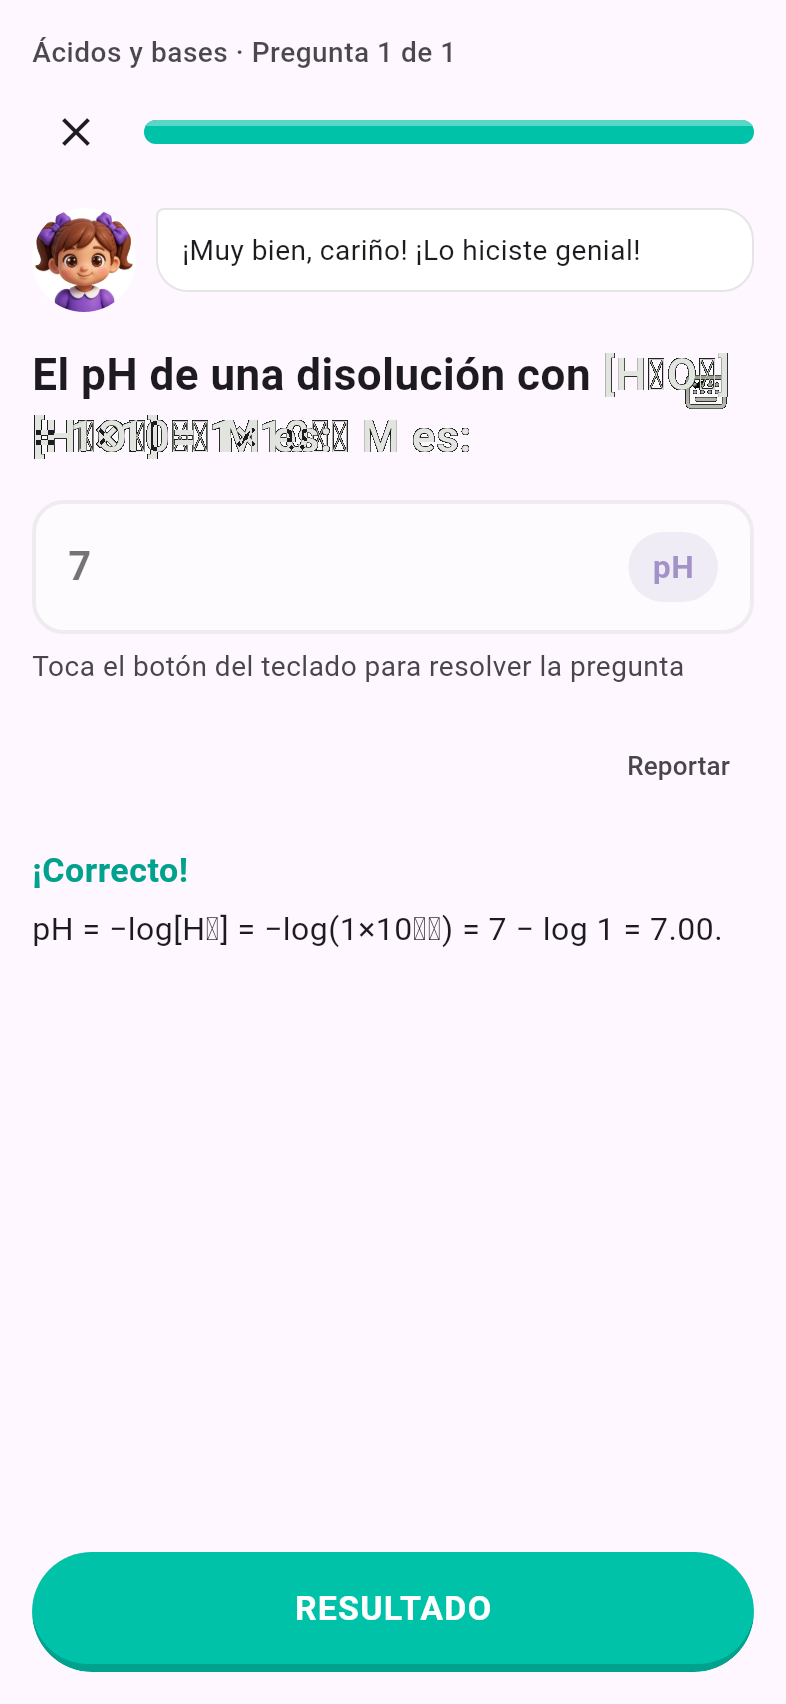 Ácidos y bases · Pregunta 1 de 1
¡Muy bien, cariño! ¡Lo hiciste genial!
El pH de una disolución con
M es:
7
pH
Toca el botón del teclado para resolver la pregunta
Reportar
¡Correcto!
pH = −log[H▯] = −log(1×10▯▯) = 7 − log 1 = 7.00.
RESULTADO